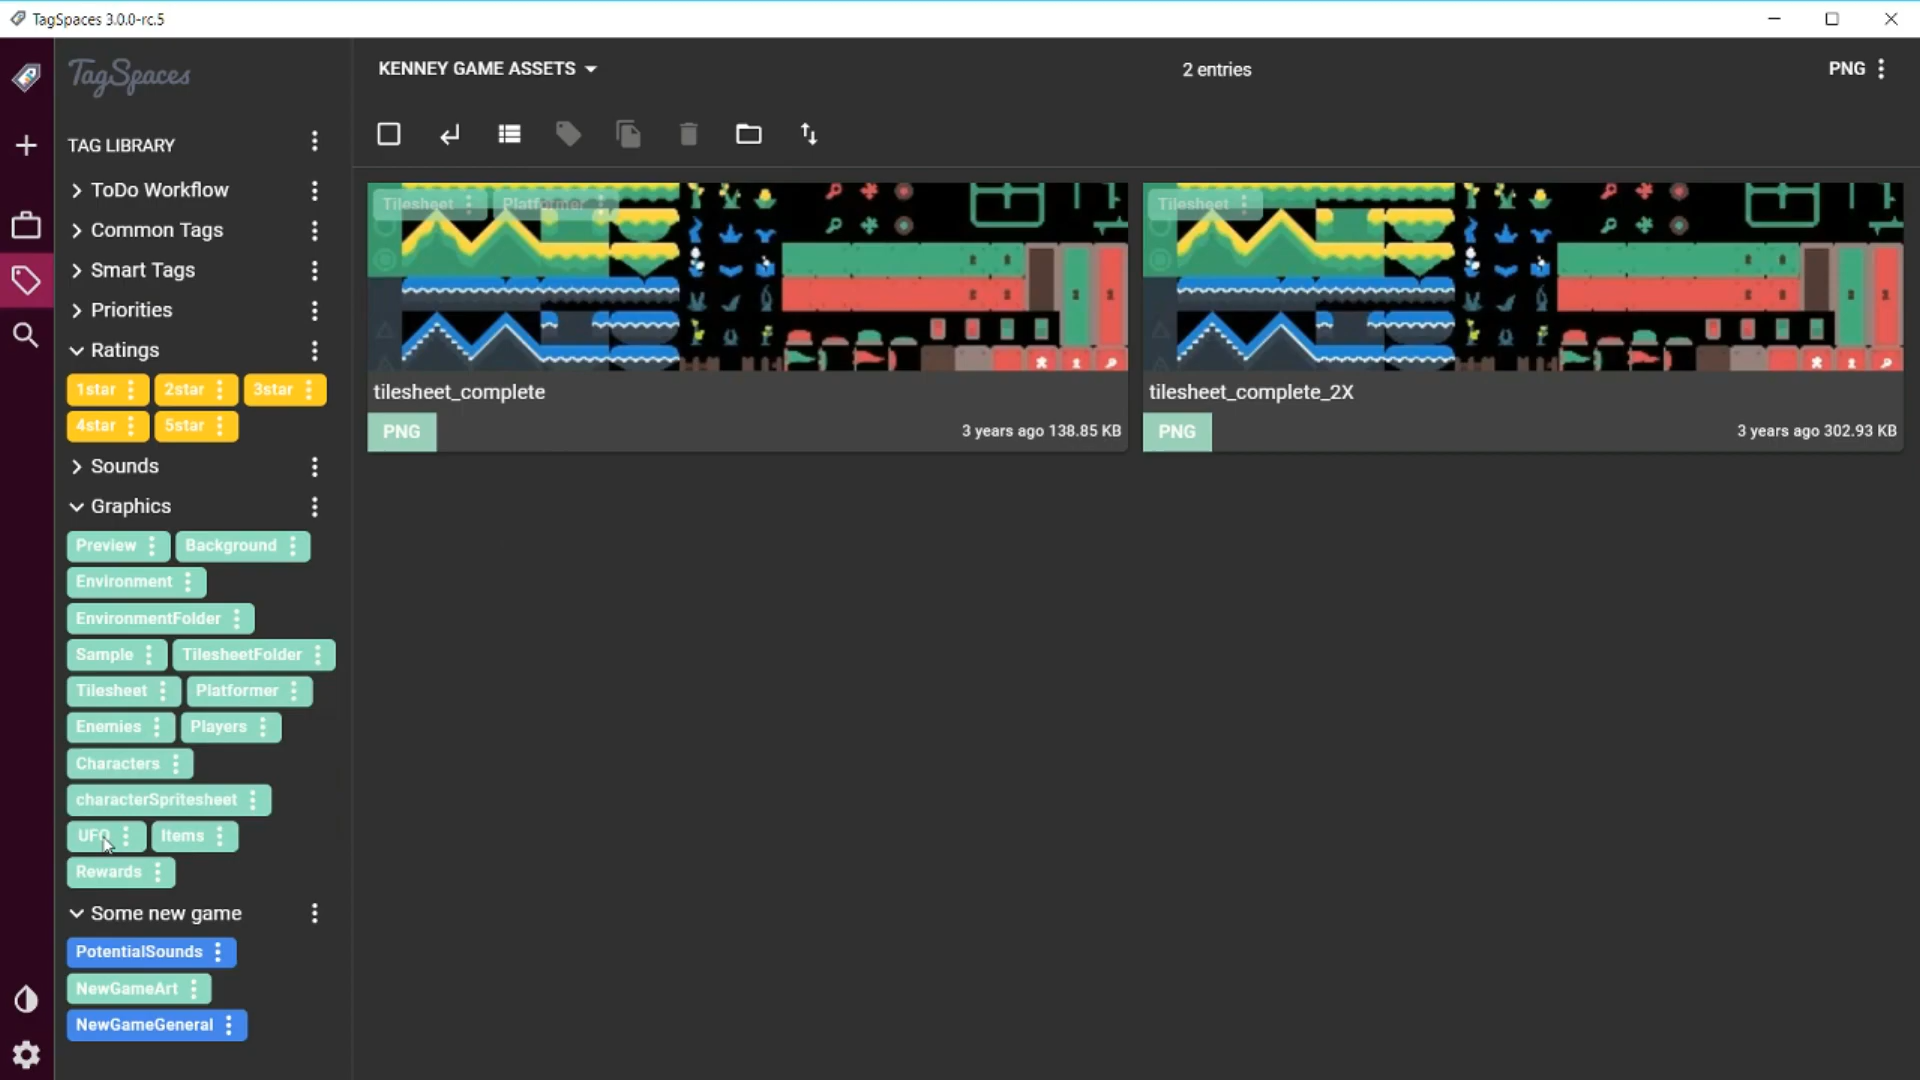 TagSpaces 3.0.0-rc.5
TagSpaces
KENNEY GAME ASSETS
2 entries
PNG
TAG LIBRARY
ToDo Workflow
Common Tags
Smart Tags
Priorities
Ratings
1star 2star 3star
4star 5star
Sounds
Graphics
Preview Background
Environment
EnvironmentFolder
Sample TilesheetFolder
Tilesheet Platformer
Enemies Players
Characters
characterSpritesheet
UFO Items
Rewards
Some new game
PotentialSounds
NewGameArt
NewGameGeneral
Tilesheet Platformer
tilesheet_complete
PNG 3 years ago 138.85 KB
Tilesheet
tilesheet_complete_2X
PNG 3 years ago 302.93 KB